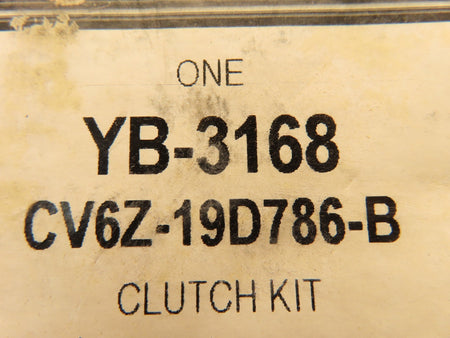 ONE
YB-3168
CV6Z-19D786-B
CLUTCH KIT